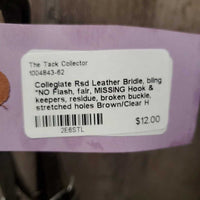 The Tack Collector
1004843-62
Collegiate Rsd Leather Bridle, bling
*NO Flash, fair, MISSING Hook &
keepers, residue, broken buckle,
stretched holes Brown/Clear H
$12.00
2E6STL